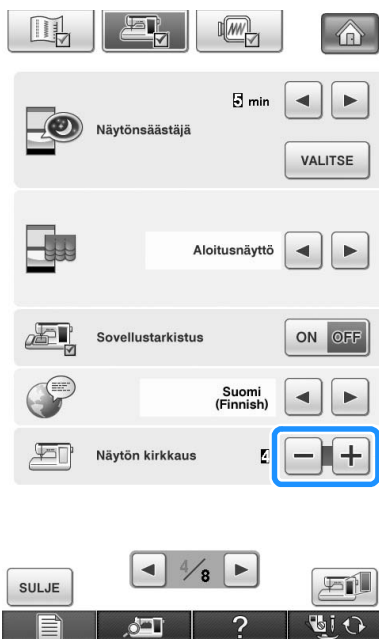 5 min
Näytönsäästäjä
VALITSE
Aloitusnäyttö
Sovellustarkistus
ON OFF
Suomi
(Finnish)
Näytön kirkkaus
4
− +
4/8
SULJE
?